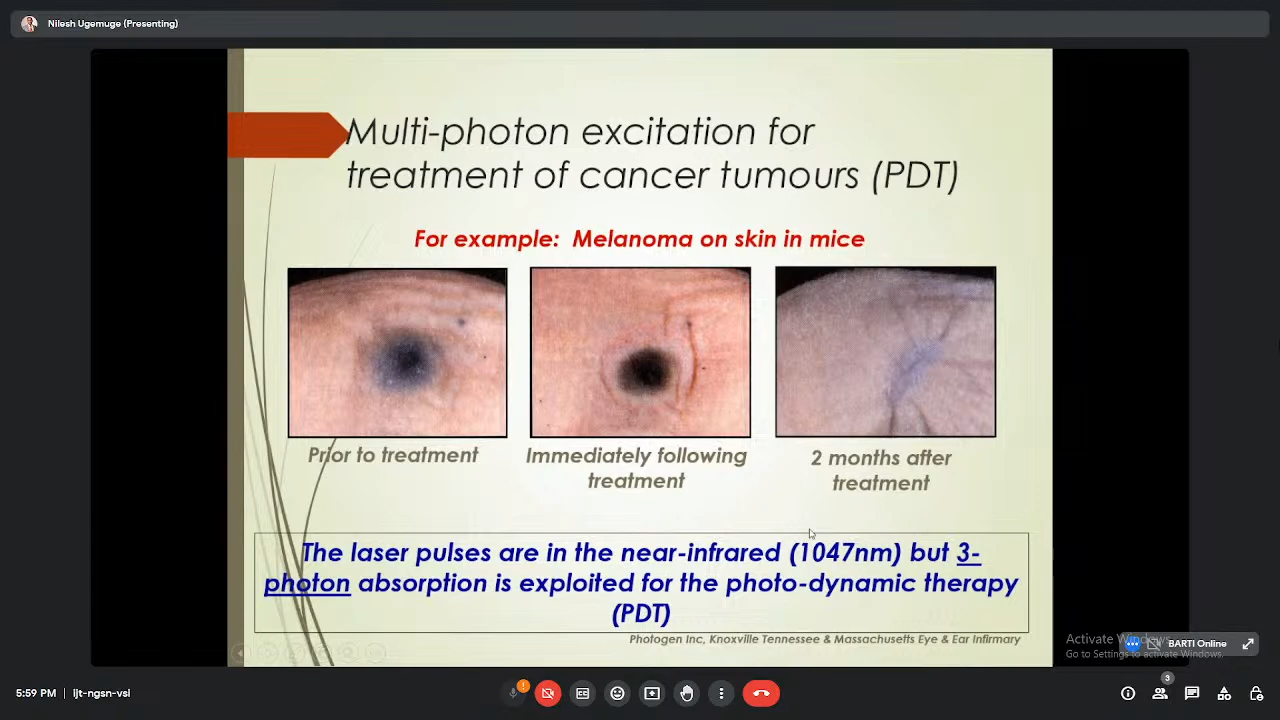 Nilesh Ugemuge (Presenting)
Multi-photon excitation for
treatment of cancer tumours (PDT)
For example: Melanoma on skin in mice
Prior to treatment
Immediately following
treatment
2 months after
treatment
The laser pulses are in the near-infrared (1047nm) but 3-
photon absorption is exploited for the photo-dynamic therapy
(PDT)
Photogen Inc, Knoxville Tennessee & Massachusetts Eye & Ear Infirmary
Activate Windows
Go to Settings to activate Windows.
BARTI Online
3
5:59 PM | ijt-ngsn-vsi